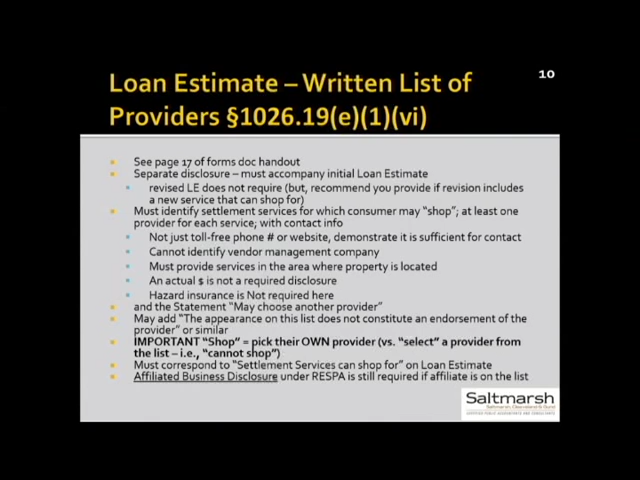 10
Loan Estimate – Written List of
Providers §1026.19(e)(1)(vi)
See page 17 of forms doc handout
Separate disclosure – must accompany initial Loan Estimate
revised LE does not require (but, recommend you provide if revision includes
a new service that can shop for)
Must identify settlement services for which consumer may “shop”; at least one
provider for each service; with contact info
Not just toll-free phone # or website, demonstrate it is sufficient for contact
Cannot identify vendor management company
Must provide services in the area where property is located
An actual $ is not a required disclosure
Hazard insurance is Not required here
and the Statement “May choose another provider”
May add “The appearance on this list does not constitute an endorsement of the
provider” or similar
IMPORTANT “Shop” = pick their OWN provider (vs. “select” a provider from
the list – i.e., “cannot shop”)
Must correspond to “Settlement Services can shop for” on Loan Estimate
Affiliated Business Disclosure under RESPA is still required if affiliate is on the list
Saltmarsh
Saltmarsh, Cleaveland & Gund
CERTIFIED PUBLIC ACCOUNTANTS AND CONSULTANTS